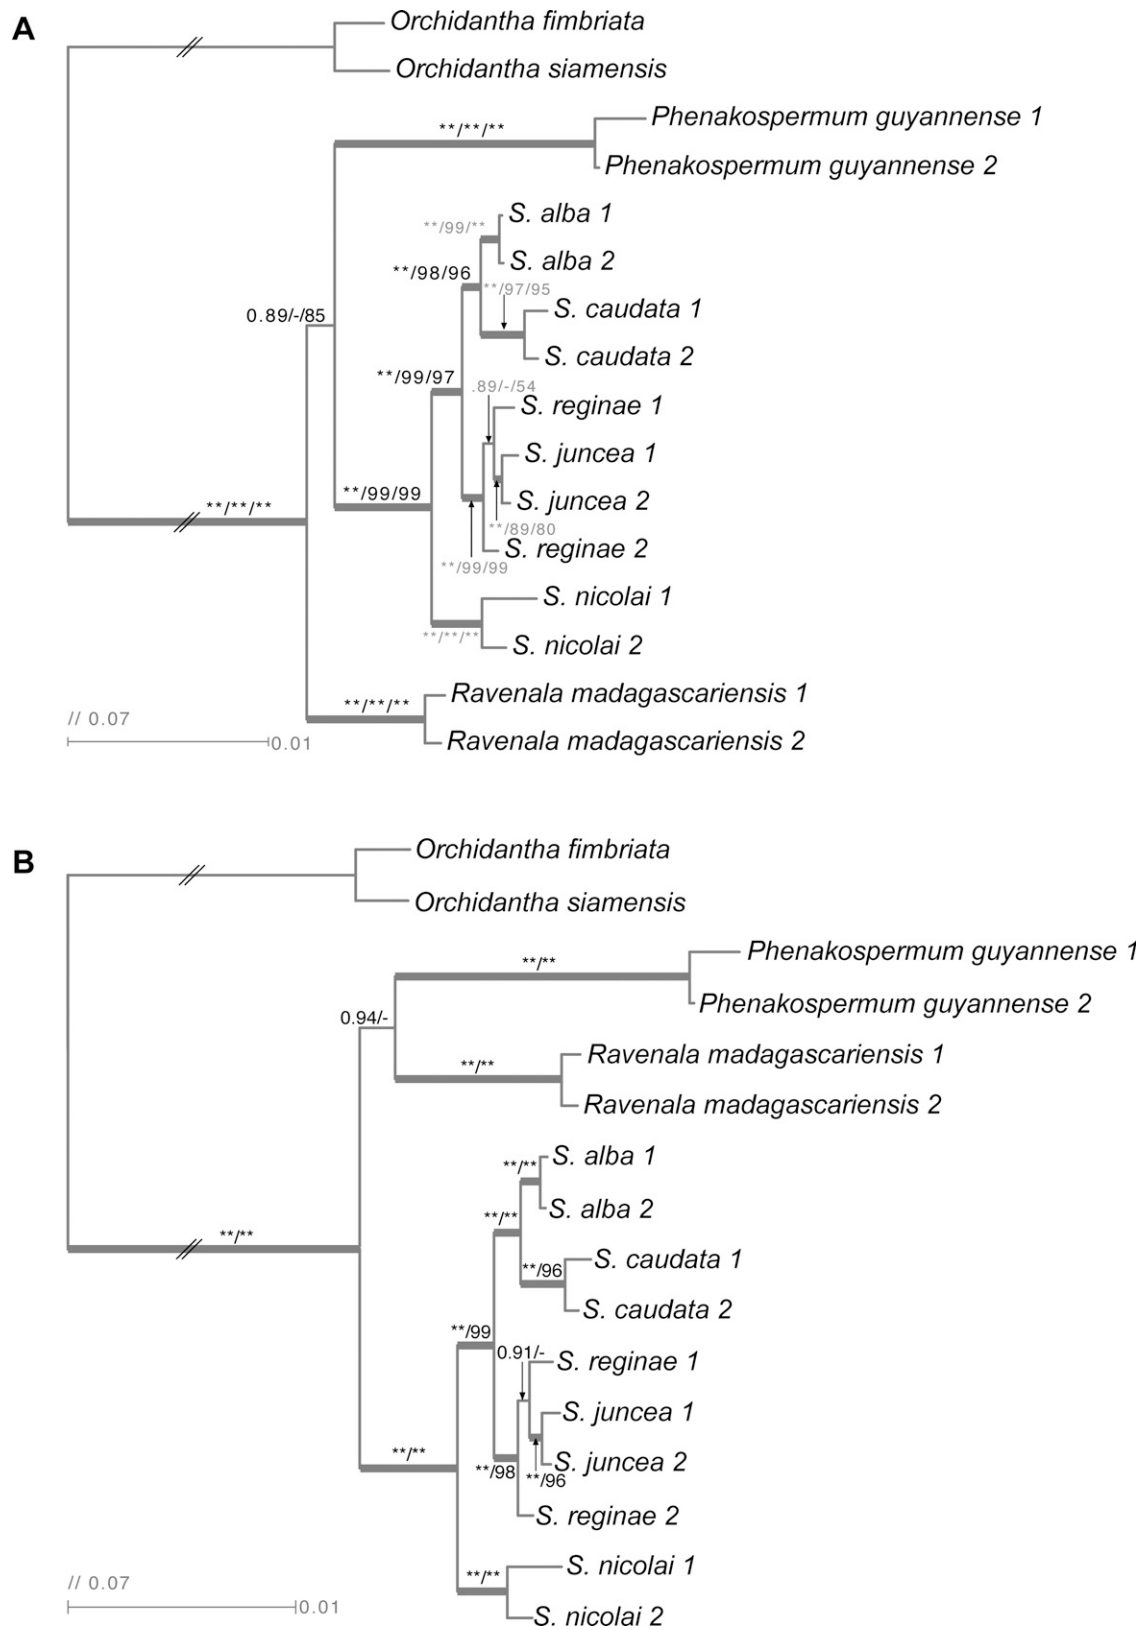 A
Orchidantha fimbriata
Orchidantha siamensis
**/**/**
Phenakospermum guyannense 1
Phenakospermum guyannense 2
S. alba 1
**/99/**
S. alba 2
**/98/96
**/97/95
S. caudata 1
0.89/-/85
S. caudata 2
**/99/97
.89/-/54
S. reginae 1
S. juncea 1
**/99/99
S. juncea 2
**/**/**
**/89/80
S. reginae 2
**/99/99
S. nicolai 1
**/**/**
S. nicolai 2
Ravenala madagascariensis 1
**/**/**
// 0.07
0.01
Ravenala madagascariensis 2
B
Orchidantha fimbriata
Orchidantha siamensis
Phenakospermum guyannense 1
**/**
Phenakospermum guyannense 2
0.94/-
Ravenala madagascariensis 1
**/**
Ravenala madagascariensis 2
S. alba 1
**/**
S. alba 2
**/**
**/**
S. caudata 1
**/96
S. caudata 2
**/99
0.91/-
S. reginae 1
S. juncea 1
**/**
S. juncea 2
**/98
**/96
S. reginae 2
S. nicolai 1
**/**
// 0.07
0.01
S. nicolai 2